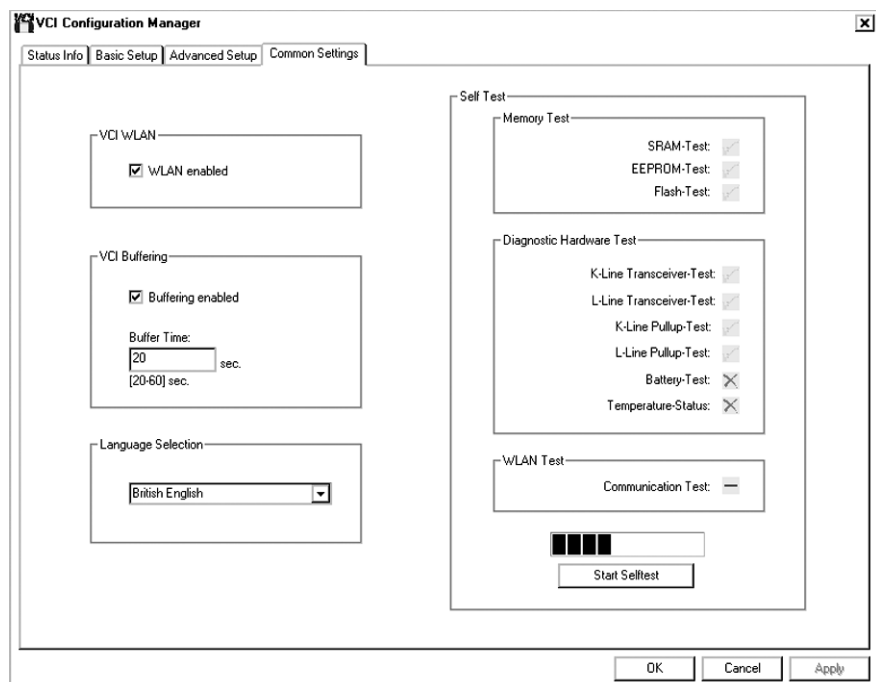 VCI Configuration Manager
Status Info
Basic Setup
Advanced Setup
Common Settings
VCI WLAN
WLAN enabled
VCI Buffering
Buffering enabled
Buffer Time:
20
sec.
[20-60] sec.
Language Selection
British English
Self Test
Memory Test
SRAM-Test:
EEPROM-Test:
Flash-Test:
Diagnostic Hardware Test
K-Line Transceiver-Test:
L-Line Transceiver-Test:
K-Line Pullup-Test:
L-Line Pullup-Test:
Battery-Test:
Temperature-Status:
WLAN Test
Communication Test:
Start Selftest
OK
Cancel
Apply